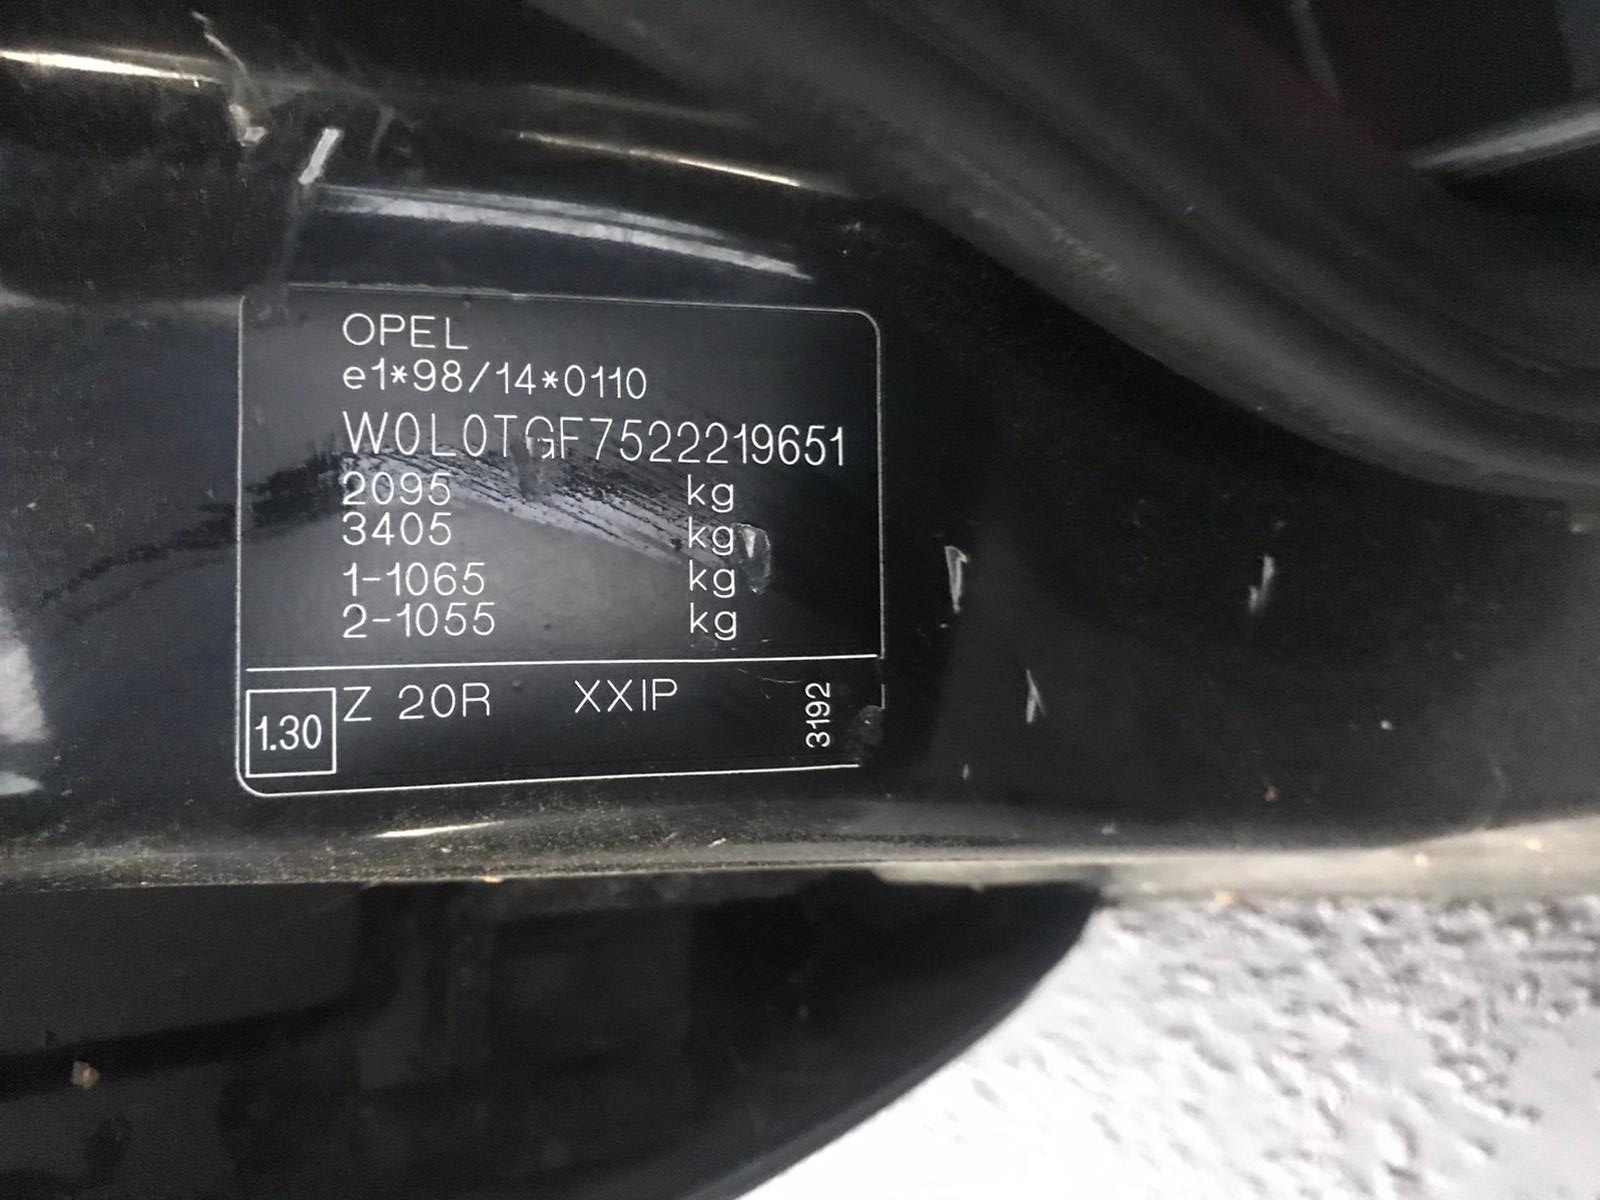 OPEL
e1*98/14*0110
W0L0TGF7522219651
2095 kg
3405 kg
1-1065 kg
2-1055 kg
1.30 Z 20R XXIP 3192